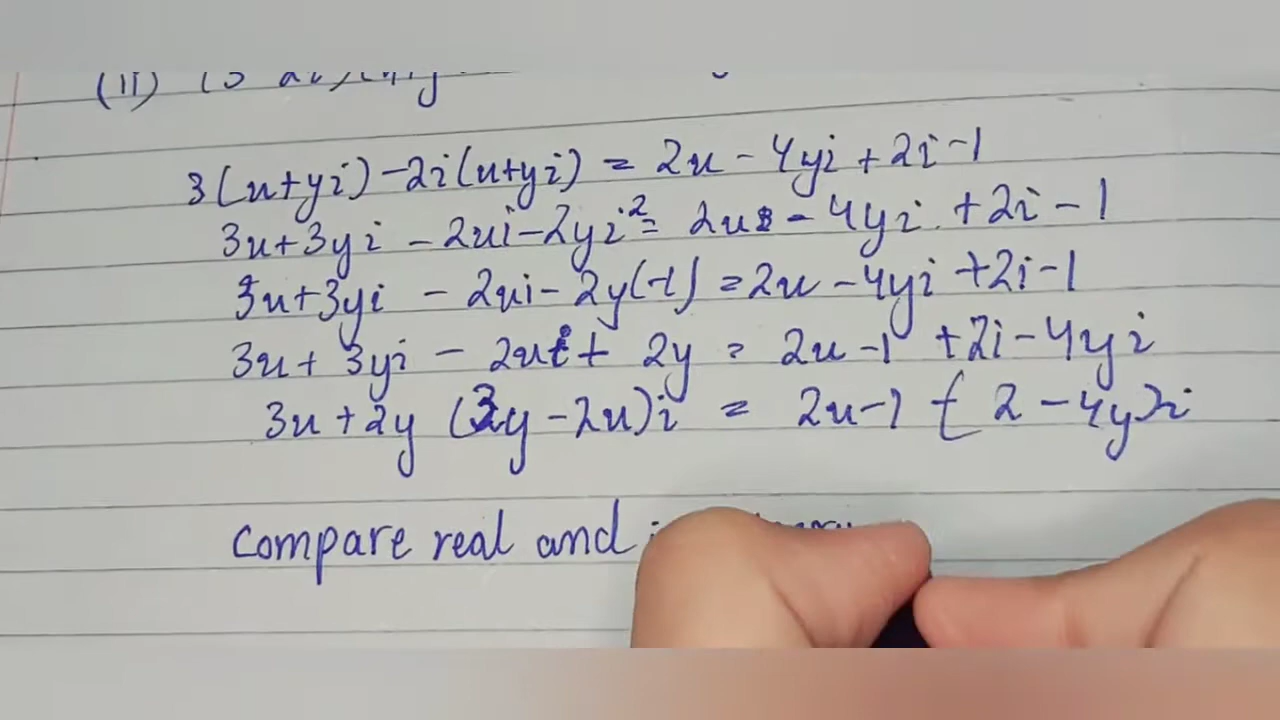 (11)
3(x+yi)-2i(x+yi) = 2x - 4yi + 2i -1
3x+3yi - 2xi-2yi²= 2x - 4yi +2i - 1
3x+3yi - 2xi - 2y(-1) =2x - 4yi +2i-1
3x+ 3yi - 2xi + 2y = 2x -1 +2i - 4yi
3x + 2y (3y - 2x)i = 2x-1 + (2 - 4y)i
Compare real and